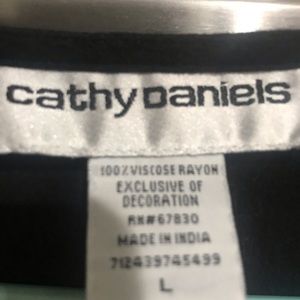 cathy Daniels
100% VISCOSE RAYON
EXCLUSIVE OF
DECORATION
RN#67830
MADE IN INDIA
712439745499
L